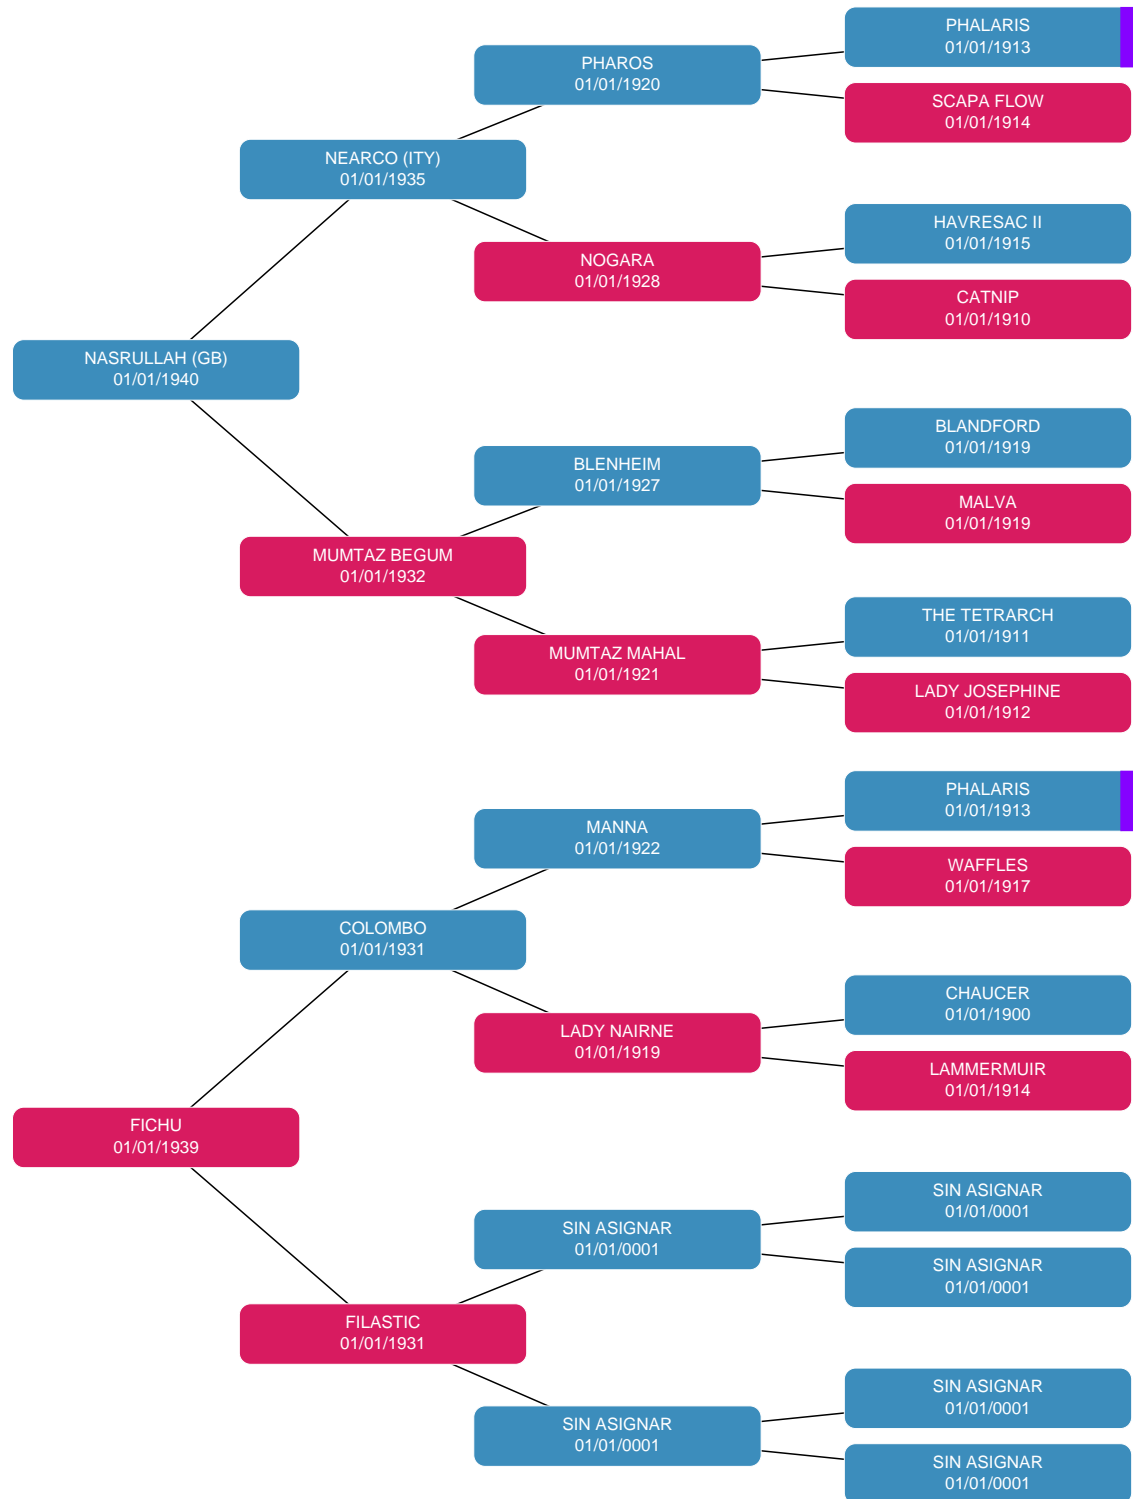 PHALARIS
01/01/1913
PHAROS
01/01/1920
SCAPA FLOW
01/01/1914
NEARCO (ITY)
01/01/1935
HAVRESAC II
01/01/1915
NOGARA
01/01/1928
CATNIP
01/01/1910
NASRULLAH (GB)
01/01/1940
BLANDFORD
01/01/1919
BLENHEIM
01/01/1927
MALVA
01/01/1919
MUMTAZ BEGUM
01/01/1932
THE TETRARCH
01/01/1911
MUMTAZ MAHAL
01/01/1921
LADY JOSEPHINE
01/01/1912
PHALARIS
01/01/1913
MANNA
01/01/1922
WAFFLES
01/01/1917
COLOMBO
01/01/1931
CHAUCER
01/01/1900
LADY NAIRNE
01/01/1919
LAMMERMUIR
01/01/1914
FICHU
01/01/1939
SIN ASIGNAR
01/01/0001
SIN ASIGNAR
01/01/0001
SIN ASIGNAR
01/01/0001
FILASTIC
01/01/1931
SIN ASIGNAR
01/01/0001
SIN ASIGNAR
01/01/0001
SIN ASIGNAR
01/01/0001